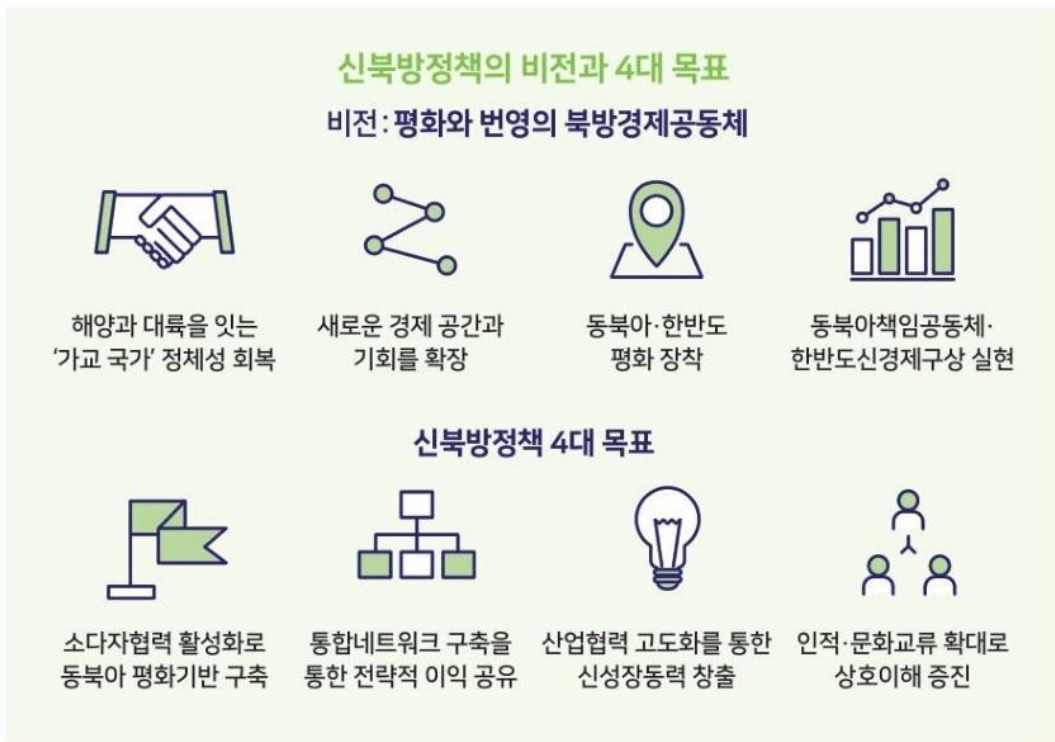 신북방정책의 비전과 4대 목표
비전: 평화와 번영의 북방경제공동체
해양과 대륙을 잇는
'가교 국가' 정체성 회복
새로운 경제 공간과
기회를 확장
동북아·한반도
평화 장착
동북아책임공동체·
한반도신경제구상 실현
신북방정책 4대 목표
소다자협력 활성화로
동북아 평화기반 구축
통합네트워크 구축을
통한 전략적 이익 공유
산업협력 고도화를 통한
신성장동력 창출
인적·문화교류 확대로
상호이해 증진